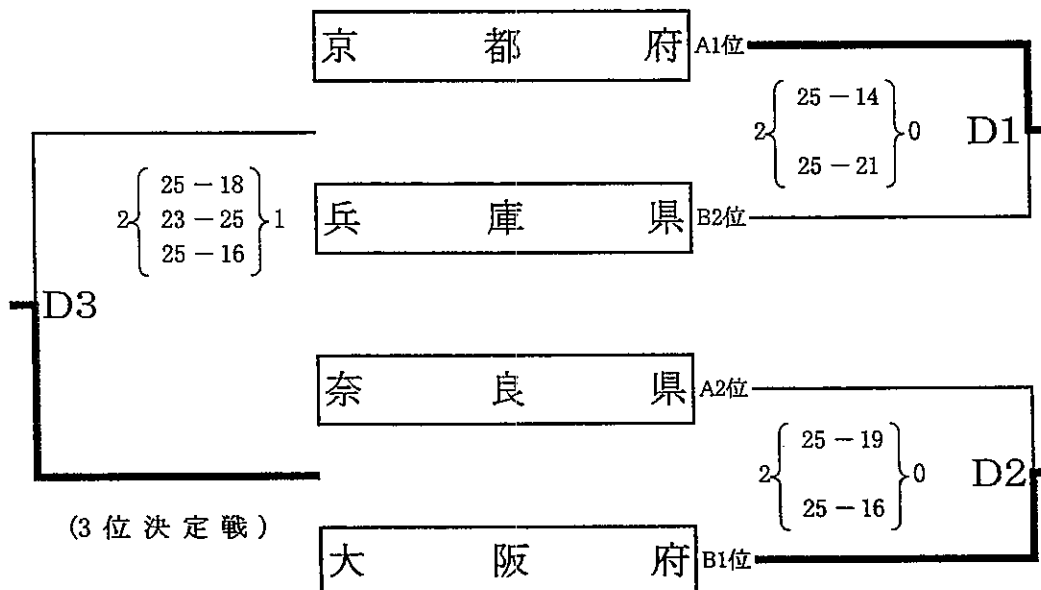 京都府 A1位
2 25－14 0 D1
25－21
兵庫県 B2位
25－18
2 23－25 1
25－16
D3
奈良県 A2位
25－19
2 0 D2
25－16
(3位決定戦)
大阪府 B1位